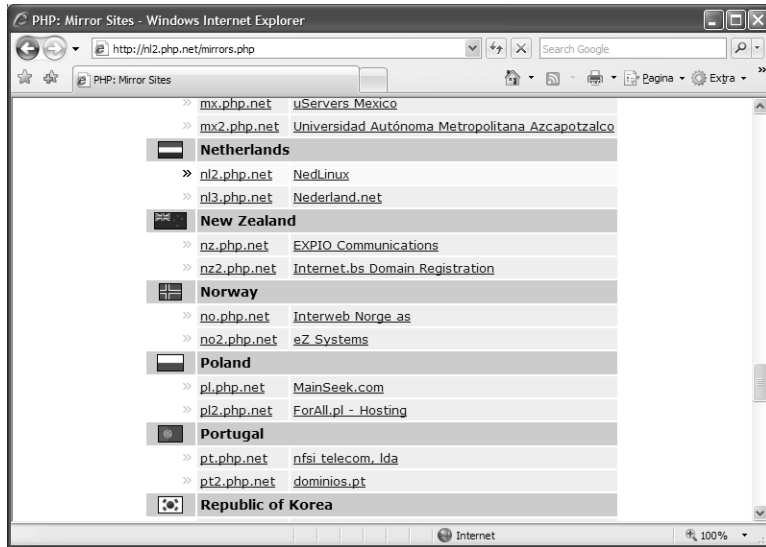 PHP: Mirror Sites - Windows Internet Explorer
http://nl2.php.net/mirrors.php
Search Google
PHP: Mirror Sites
Pagina
Extra
»
» mx.php.net uServers Mexico
» mx2.php.net Universidad Autónoma Metropolitana Azcapotzalco
Netherlands
» nl2.php.net NedLinux
» nl3.php.net Nederland.net
New Zealand
» nz.php.net EXPIO Communications
» nz2.php.net Internet.bs Domain Registration
Norway
» no.php.net Interweb Norge as
» no2.php.net eZ Systems
Poland
» pl.php.net MainSeek.com
» pl2.php.net ForAll.pl - Hosting
Portugal
» pt.php.net nfsi telecom, lda
» pt2.php.net dominios.pt
Republic of Korea
Internet
100%